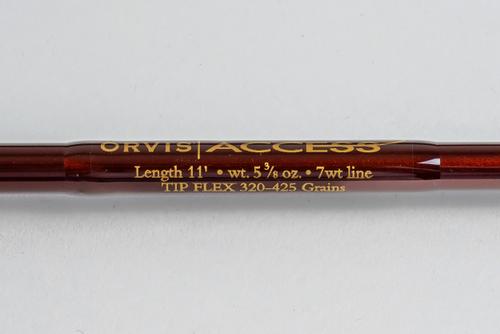 ORVIS | ACCESS
Length 11' • wt. 5 3/8 oz. • 7wt line
TIP FLEX 320-425 Grains